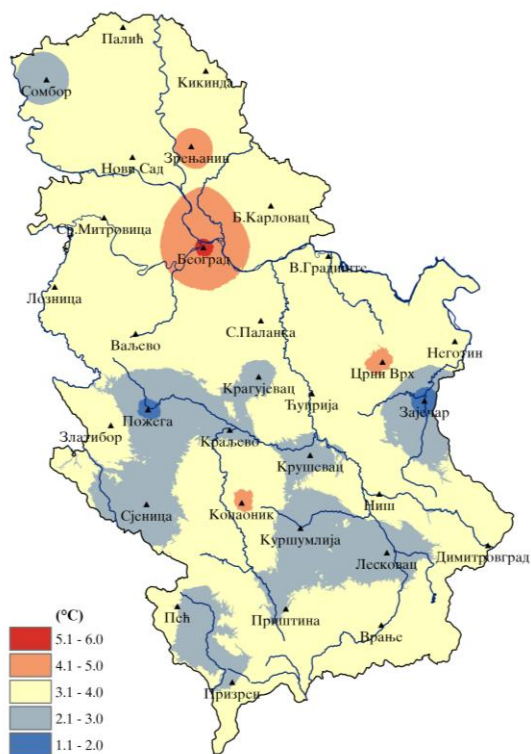 Палић
Сомбор
Кикинда
Зрењанин
Нови Сад
Б.Карловац
Ср.Митровица
Београд
В.Градиште
Лозница
С.Паланка
Ваљево
Неготин
Црни Врх
Крагујевац
Ћуприја
Зајечар
Пожега
Златибор
Краљево
Крушевац
Сјеница
Копаоник
Ниш
Куршумлија
Лесковац
Димитровград
Пећ
Приштина
Врање
Призрен
(°C)
5.1 - 6.0
4.1 - 5.0
3.1 - 4.0
2.1 - 3.0
1.1 - 2.0